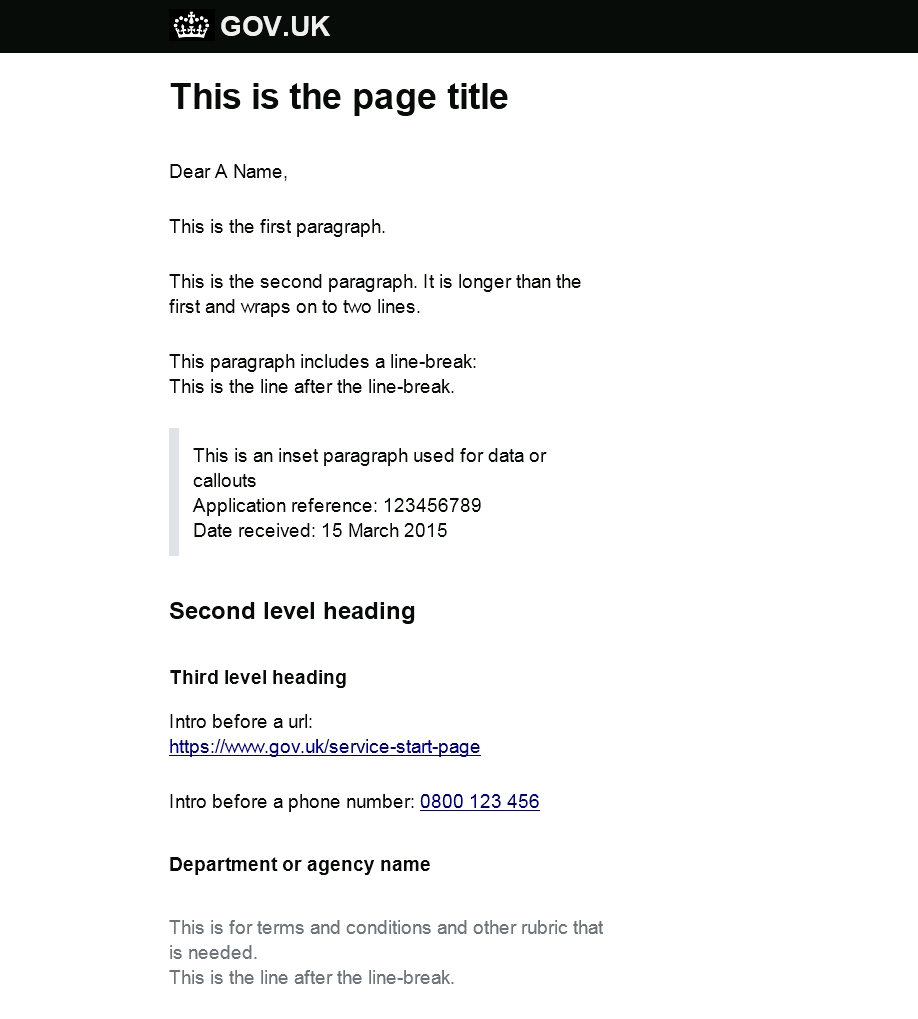 GOV.UK
This is the page title
Dear A Name,
This is the first paragraph.
This is the second paragraph. It is longer than the
first and wraps on to two lines.
This paragraph includes a line-break:
This is the line after the line-break.
This is an inset paragraph used for data or
callouts
Application reference: 123456789
Date received: 15 March 2015
Second level heading
Third level heading
Intro before a url:
https://www.gov.uk/service-start-page
Intro before a phone number: 0800 123 456
Department or agency name
This is for terms and conditions and other rubric that
is needed.
This is the line after the line-break.